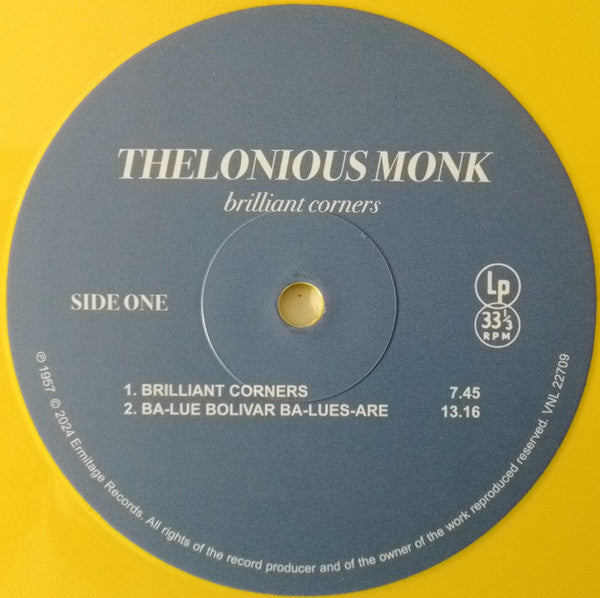 THELONIOUS MONK
brilliant corners
SIDE ONE
Lp
33 1/3
RPM
1. BRILLIANT CORNERS 7.45
2. BA-LUE BOLIVAR BA-LUES-ARE 13.16
℗ 1957 © 2024 Ermitage Records. All rights of the record producer and of the owner of the work reproduced reserved. VNL 22709